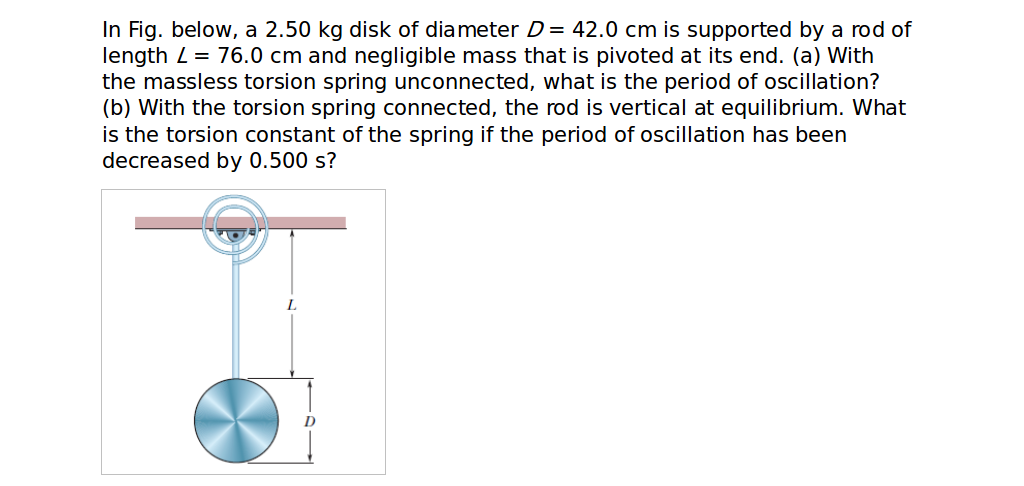 In Fig. below, a 2.50 kg disk of diameter D = 42.0 cm is supported by a rod of
length L = 76.0 cm and negligible mass that is pivoted at its end. (a) With
the massless torsion spring unconnected, what is the period of oscillation?
(b) With the torsion spring connected, the rod is vertical at equilibrium. What
is the torsion constant of the spring if the period of oscillation has been
decreased by 0.500 s?
L
D